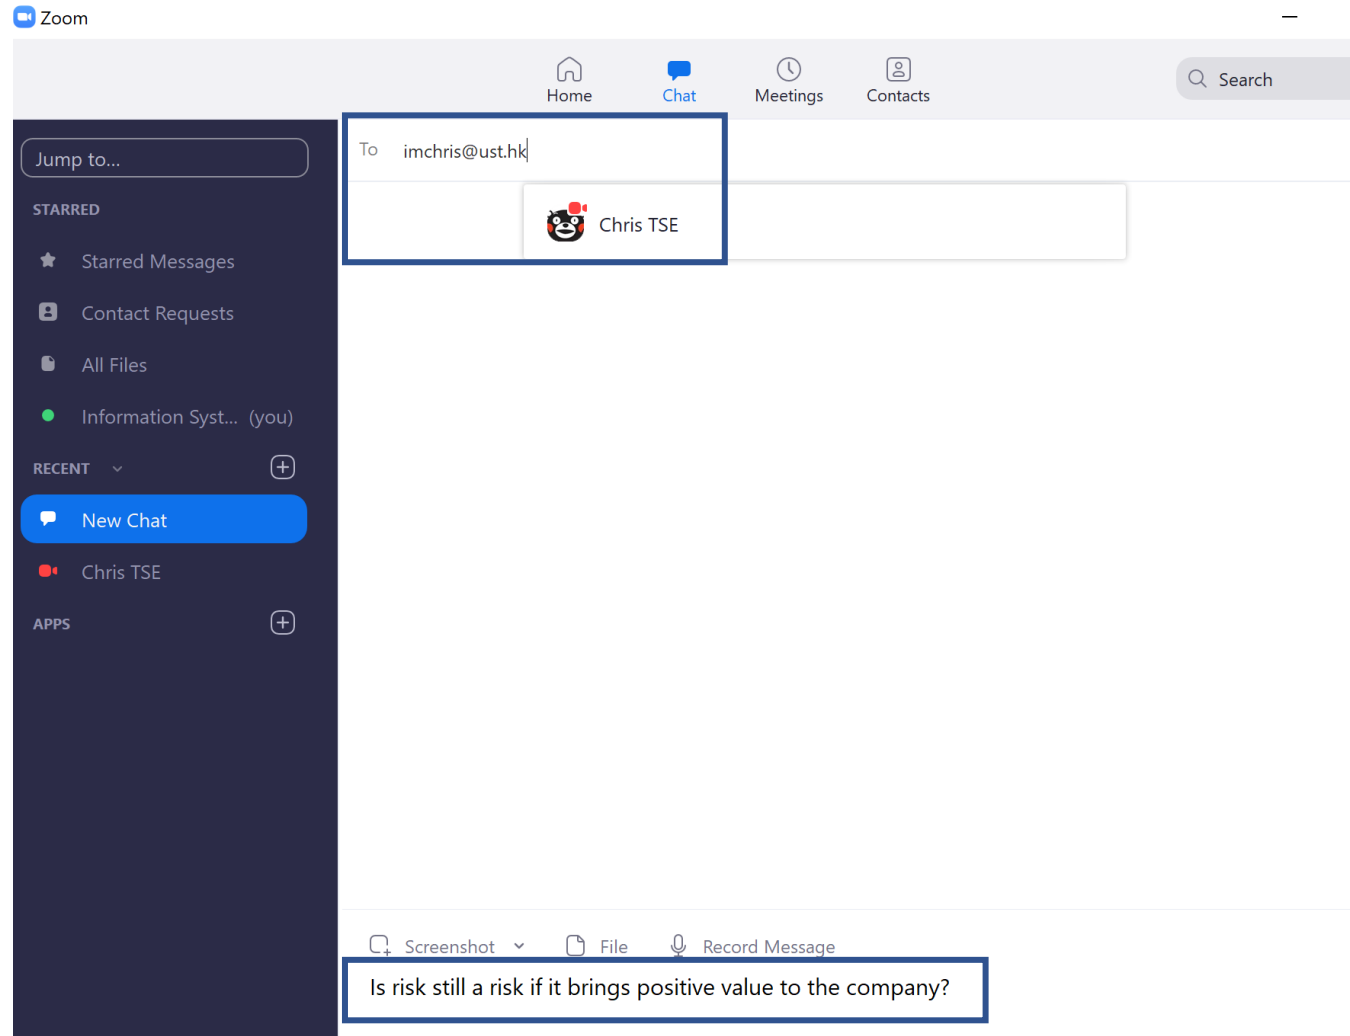 Zoom
Home
Chat
Meetings
Contacts
Search
Jump to...
STARRED
Starred Messages
Contact Requests
All Files
Information Syst... (you)
RECENT
New Chat
Chris TSE
APPS
To imchris@ust.hk
Chris TSE
Screenshot
File
Record Message
Is risk still a risk if it brings positive value to the company?